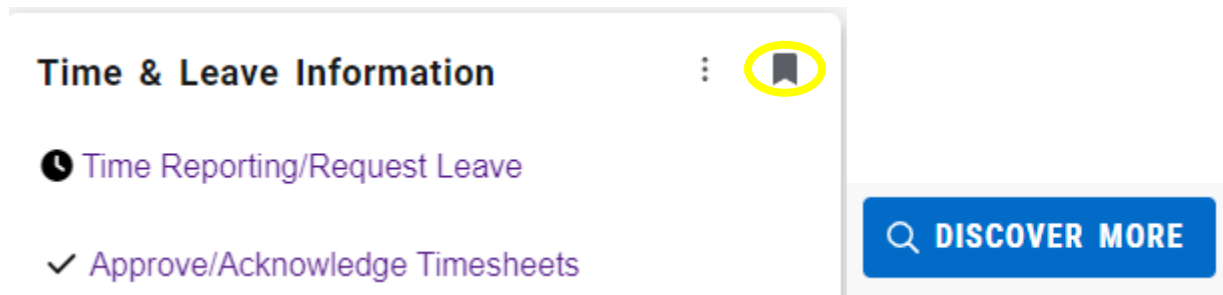 Time & Leave Information
Time Reporting/Request Leave
Approve/Acknowledge Timesheets
DISCOVER MORE